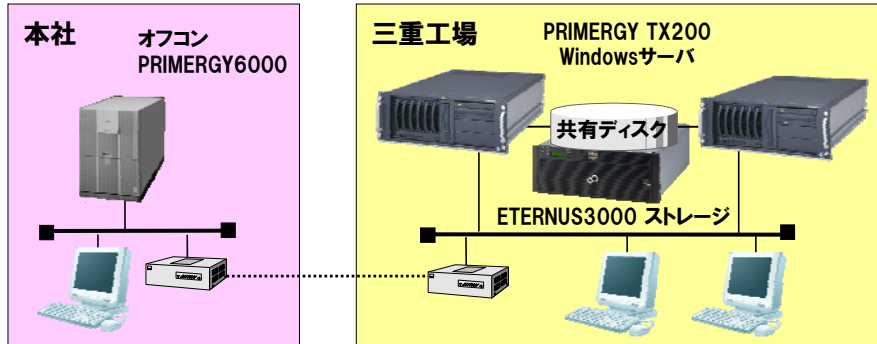 本社
オフコン
PRIMERGY6000
三重工場
PRIMERGY TX200
Windowsサーバ
共有ディスク
ETERNUS3000 ストレージ